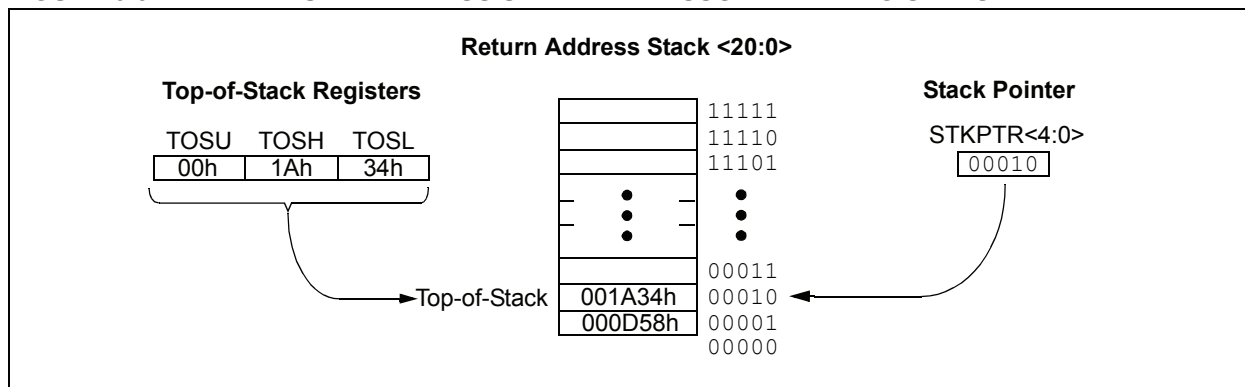 Return Address Stack <20:0>
Top-of-Stack Registers
Stack Pointer
TOSU TOSH TOSL
00h 1Ah 34h
STKPTR<4:0>
00010
11111
11110
11101
00011
Top-of-Stack 001A34h 00010
000D58h 00001
00000